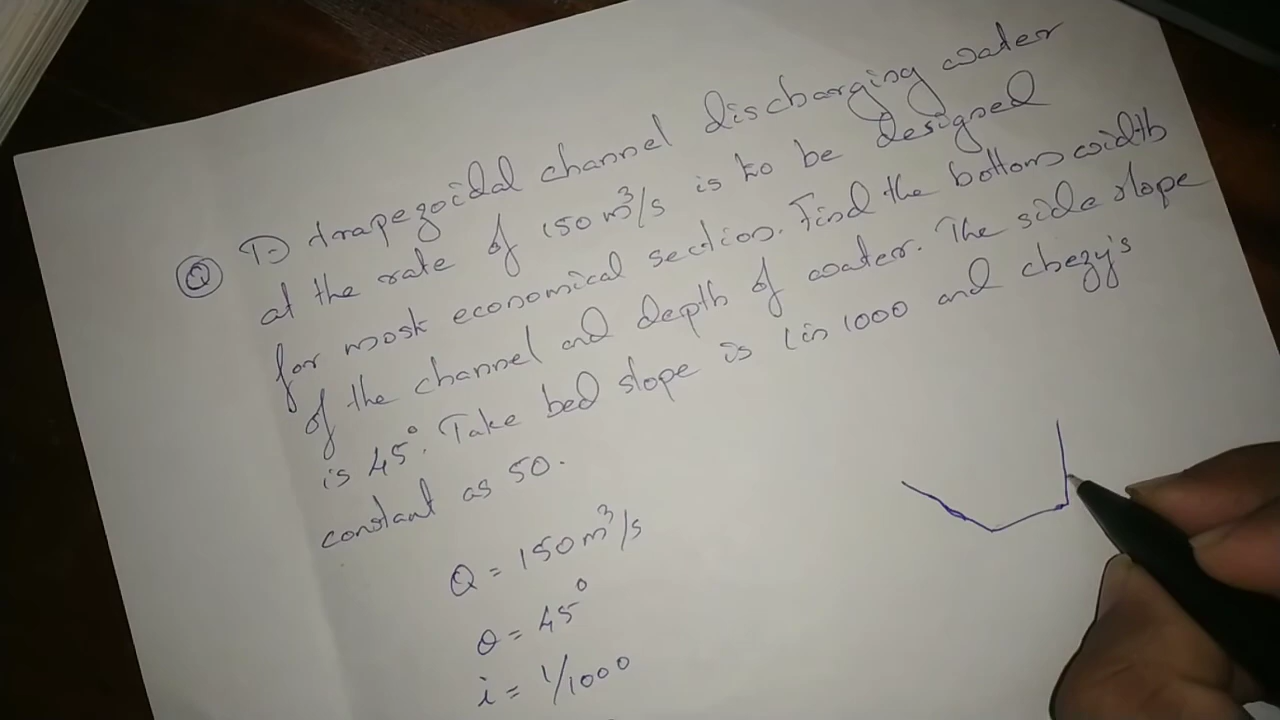 Q A trapezoidal channel discharging water
at the rate of 150 m³/s is to be designed
for most economical section. Find the bottom width
of the channel and depth of water. The side slope
is 45°. Take bed slope is 1 in 1000 and chezy's
constant as 50.
Q = 150 m³/s
θ = 45°
i = 1/1000